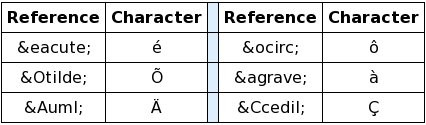 Reference Character Reference Character
&eacute; é &ocirc; ô
&Otilde; Õ &agrave; à
&Auml; Ä &Ccedil; Ç